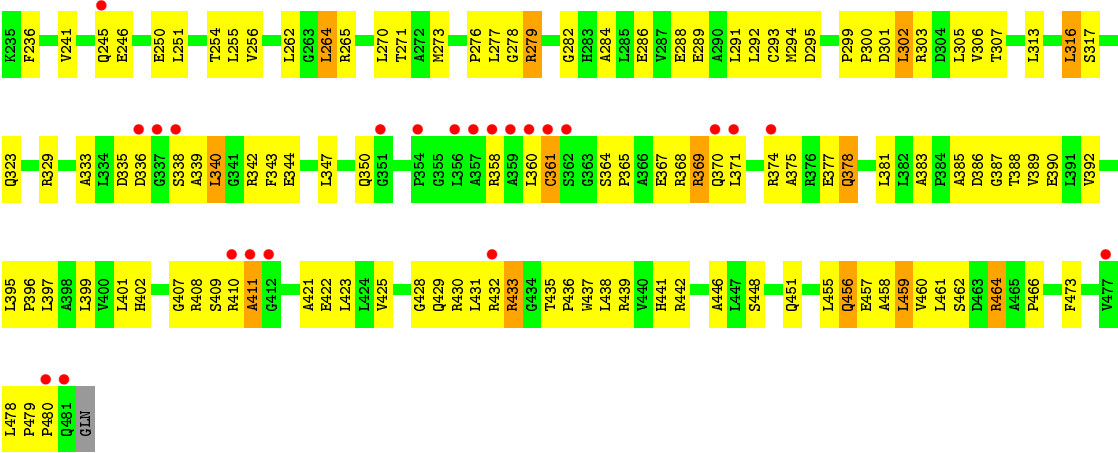 K235 F236 V241 Q245 E246 E250 L251 T254 L255 V256 L262 G263 L264 R265 L270 T271 A272 M273 P276 L277 G278 R279 G282 H283 A284 L285 E286 V287 E288 E289 A290 L291 L292 C293 M294 D295 P299 P300 D301 L302 R303 D304 L305 V306 T307 L313 L316 S317
Q323 R329 A333 L334 D335 D336 G337 S338 A339 L340 G341 R342 F343 E344 L347 Q350 G351 P354 G355 L356 A357 R358 A359 L360 C361 S362 G363 S364 P365 A366 E367 R368 R369 Q370 L371 R374 A375 R376 E377 Q378 L381 L382 A383 P384 A385 D386 G387 T388 V389 E390 L391 V392
L395 P396 L397 A398 L399 V400 L401 H402 G407 R408 S409 R410 A411 G412 A421 E422 L423 L424 V425 G428 Q429 R430 L431 R432 R433 G434 T435 P436 W437 L438 R439 V440 H441 R442 A446 L447 S448 Q451 L455 Q456 E457 A458 L459 V460 L461 S462 D463 R464 A465 P466 F473 V477
L478 P479 P480 Q481 GLN